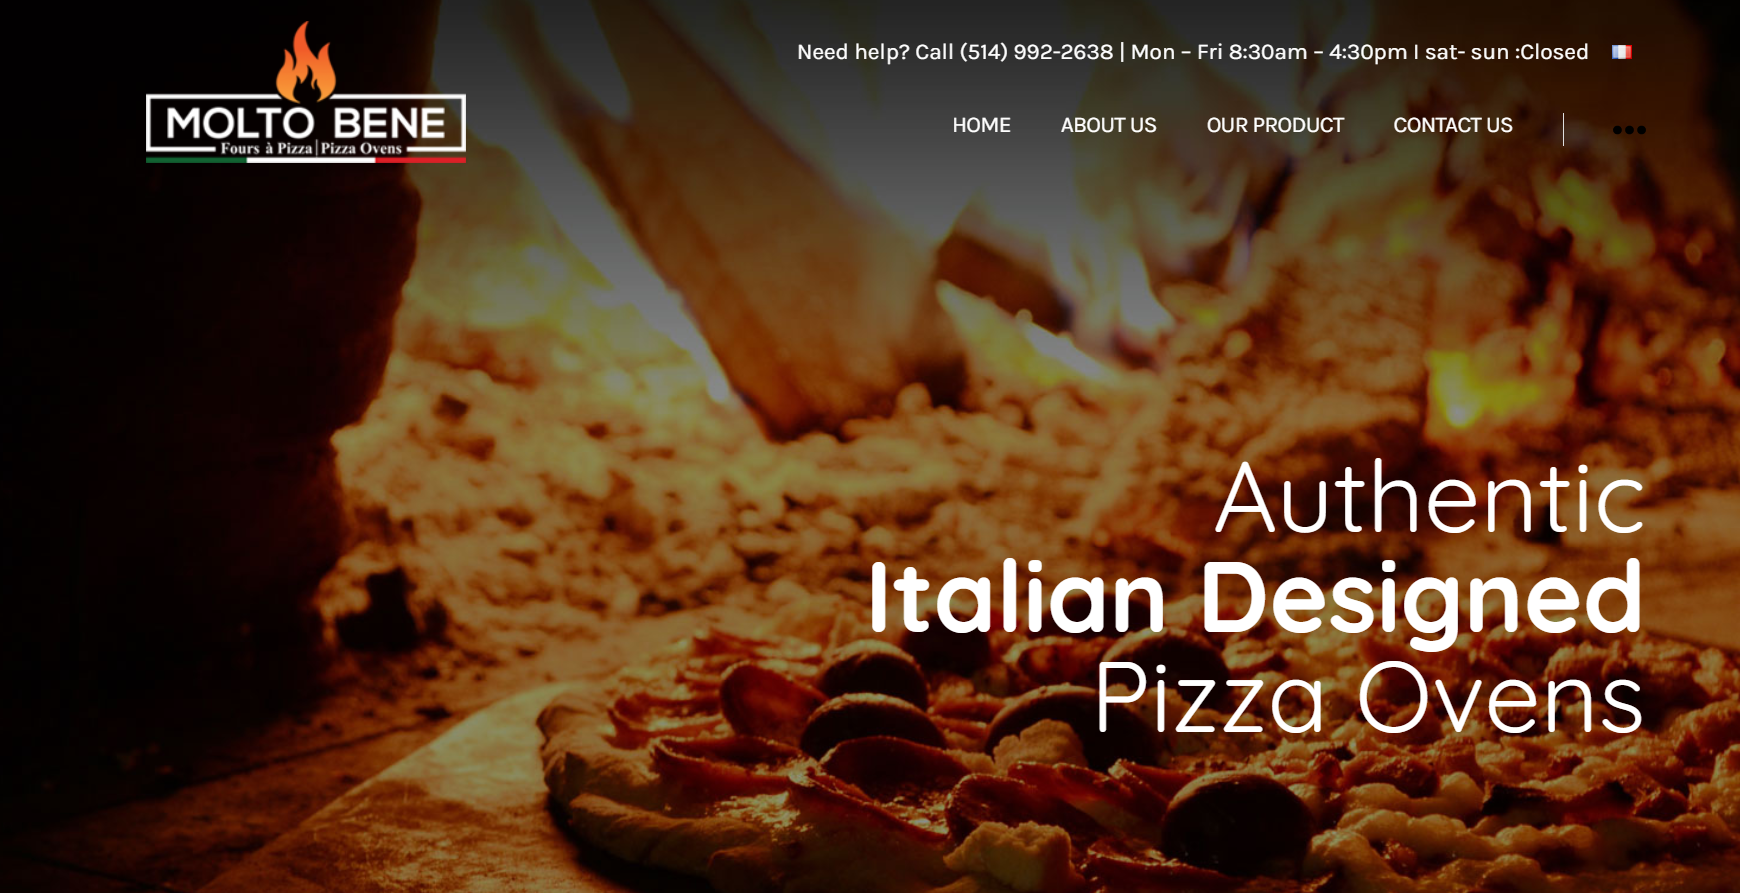 MOLTO BENE
Fours à Pizza|Pizza Ovens
Need help? Call (514) 992-2638 | Mon – Fri 8:30am – 4:30pm I sat- sun :Closed
HOME ABOUT US OUR PRODUCT CONTACT US
Authentic
Italian Designed
Pizza Ovens